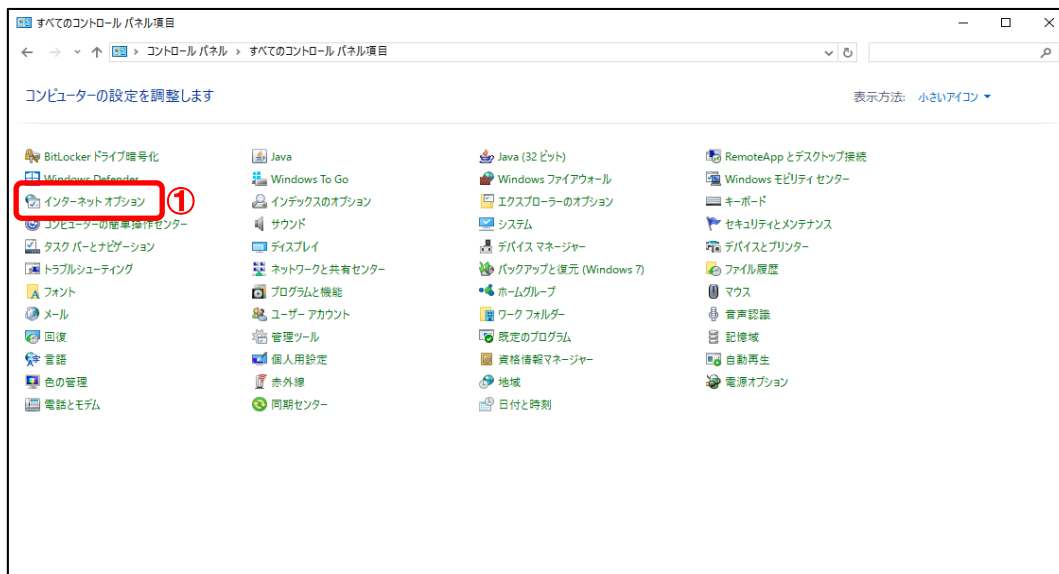 すべてのコントロール パネル項目
コントロール パネル › すべてのコントロール パネル項目
コンピューターの設定を調整します
表示方法: 小さいアイコン
BitLocker ドライブ暗号化
Java
Java (32 ビット)
RemoteApp とデスクトップ接続
Windows Defender
Windows To Go
Windows ファイアウォール
Windows モビリティ センター
インターネット オプション
①
インデックスのオプション
エクスプローラーのオプション
キーボード
コンピューターの簡単操作センター
サウンド
システム
セキュリティとメンテナンス
タスク バーとナビゲーション
ディスプレイ
デバイス マネージャー
デバイスとプリンター
トラブルシューティング
ネットワークと共有センター
バックアップと復元 (Windows 7)
ファイル履歴
フォント
プログラムと機能
ホームグループ
マウス
メール
ユーザー アカウント
ワーク フォルダー
音声認識
回復
管理ツール
既定のプログラム
記憶域
言語
個人用設定
資格情報マネージャー
自動再生
色の管理
赤外線
地域
電源オプション
電話とモデム
同期センター
日付と時刻